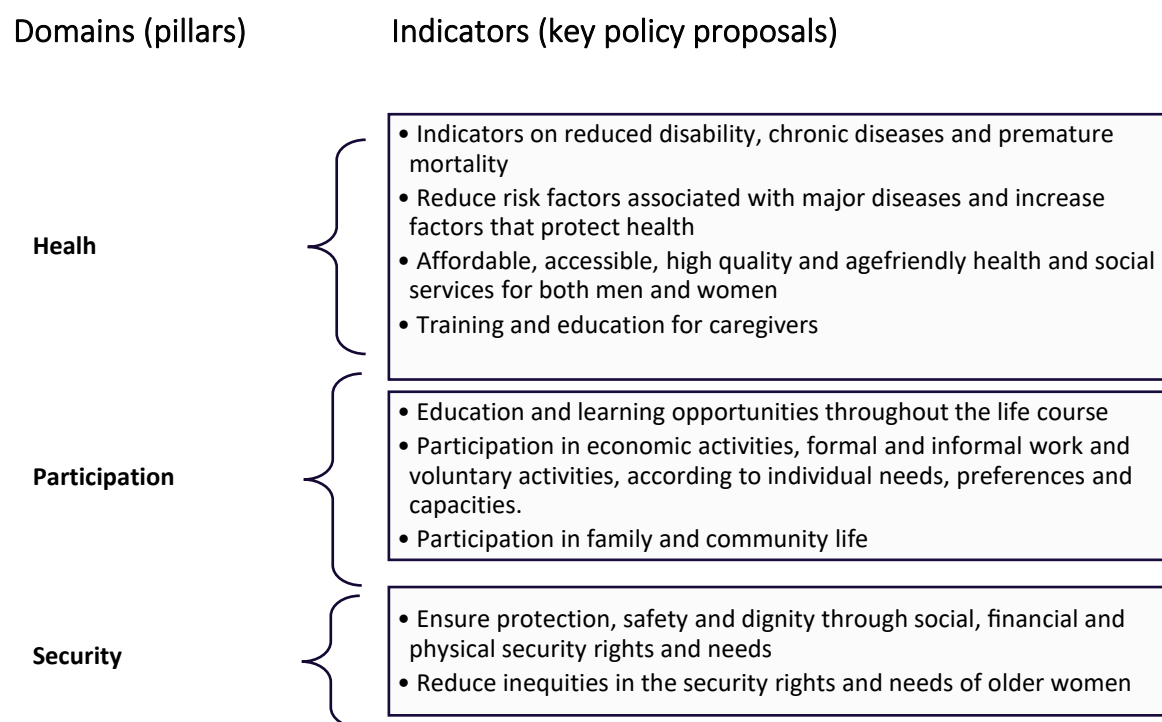 Domains (pillars)
Indicators (key policy proposals)
Healh
• Indicators on reduced disability, chronic diseases and premature
mortality
• Reduce risk factors associated with major diseases and increase
factors that protect health
• Affordable, accessible, high quality and agefriendly health and social
services for both men and women
• Training and education for caregivers
Participation
• Education and learning opportunities throughout the life course
• Participation in economic activities, formal and informal work and
voluntary activities, according to individual needs, preferences and
capacities.
• Participation in family and community life
Security
• Ensure protection, safety and dignity through social, financial and
physical security rights and needs
• Reduce inequities in the security rights and needs of older women